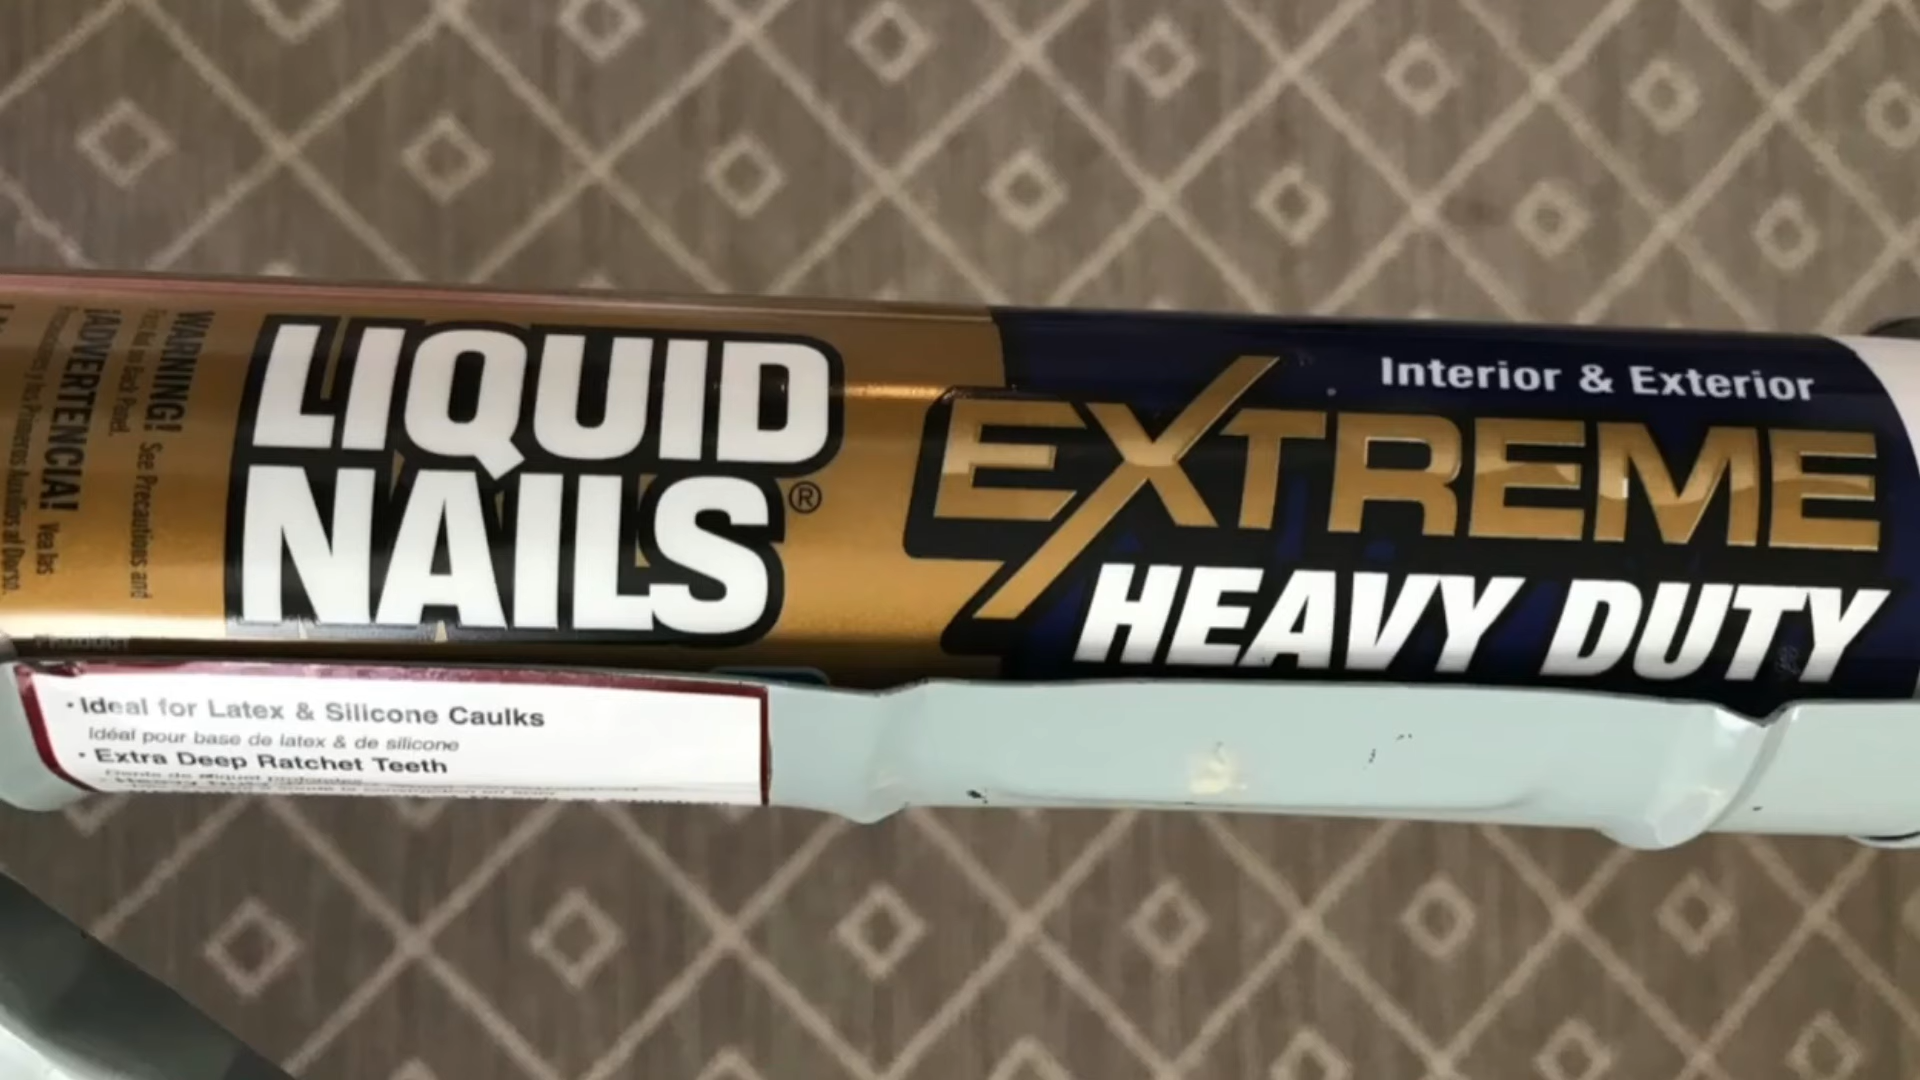 WARNING! See Precautions and
First Aid on Back Panel.
¡ADVERTENCIA! Vea las
Precauciones y los Primeros Auxilios al Dorso.
LIQUID
NAILS®
Interior & Exterior
EXTREME
HEAVY DUTY
• Ideal for Latex & Silicone Caulks
Idéal pour base de latex & de silicone
• Extra Deep Ratchet Teeth